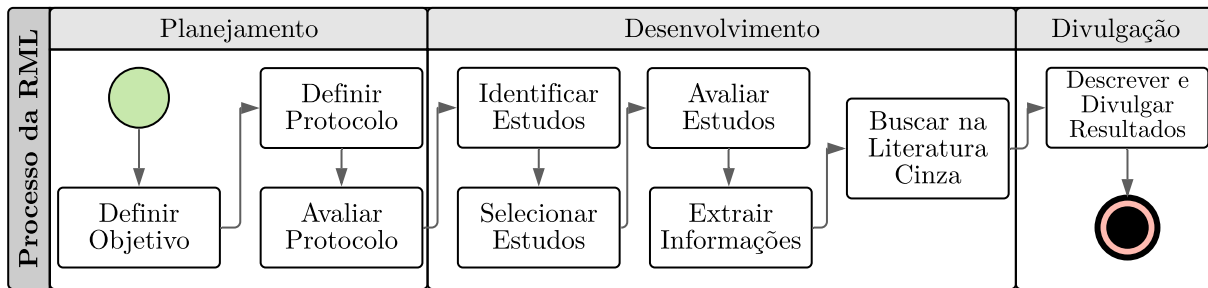 Processo da RML
Planejamento
Definir
Objetivo
Definir
Protocolo
Avaliar
Protocolo
Desenvolvimento
Identificar
Estudos
Selecionar
Estudos
Avaliar
Estudos
Extrair
Informações
Buscar na
Literatura
Cinza
Divulgação
Descrever e
Divulgar
Resultados